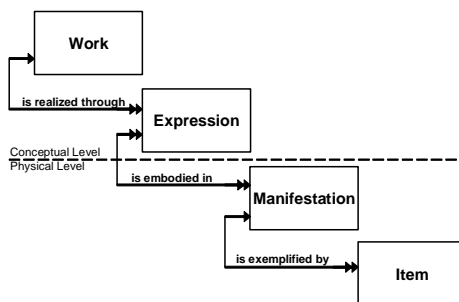 Work
is realized through
Expression
Conceptual Level
Physical Level
is embodied in
Manifestation
is exemplified by
Item